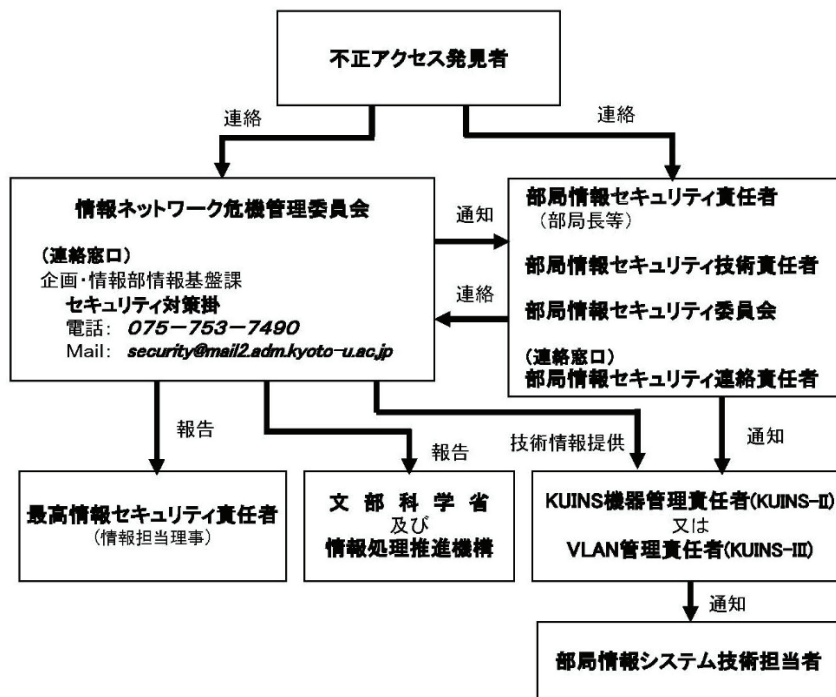 不正アクセス発見者
連絡
連絡
情報ネットワーク危機管理委員会
(連絡窓口)
企画・情報部情報基盤課
セキュリティ対策掛
電話: 075-753-7490
Mail: security@mail2.adm.kyoto-u.ac.jp
通知
連絡
部局情報セキュリティ責任者
(部局長等)
部局情報セキュリティ技術責任者
部局情報セキュリティ委員会
(連絡窓口)
部局情報セキュリティ連絡責任者
報告
報告
技術情報提供
通知
最高情報セキュリティ責任者
(情報担当理事)
文部科学省
及び
情報処理推進機構
KUINS機器管理責任者(KUINS-Ⅱ)
又は
VLAN管理責任者(KUINS-Ⅲ)
通知
部局情報システム技術担当者